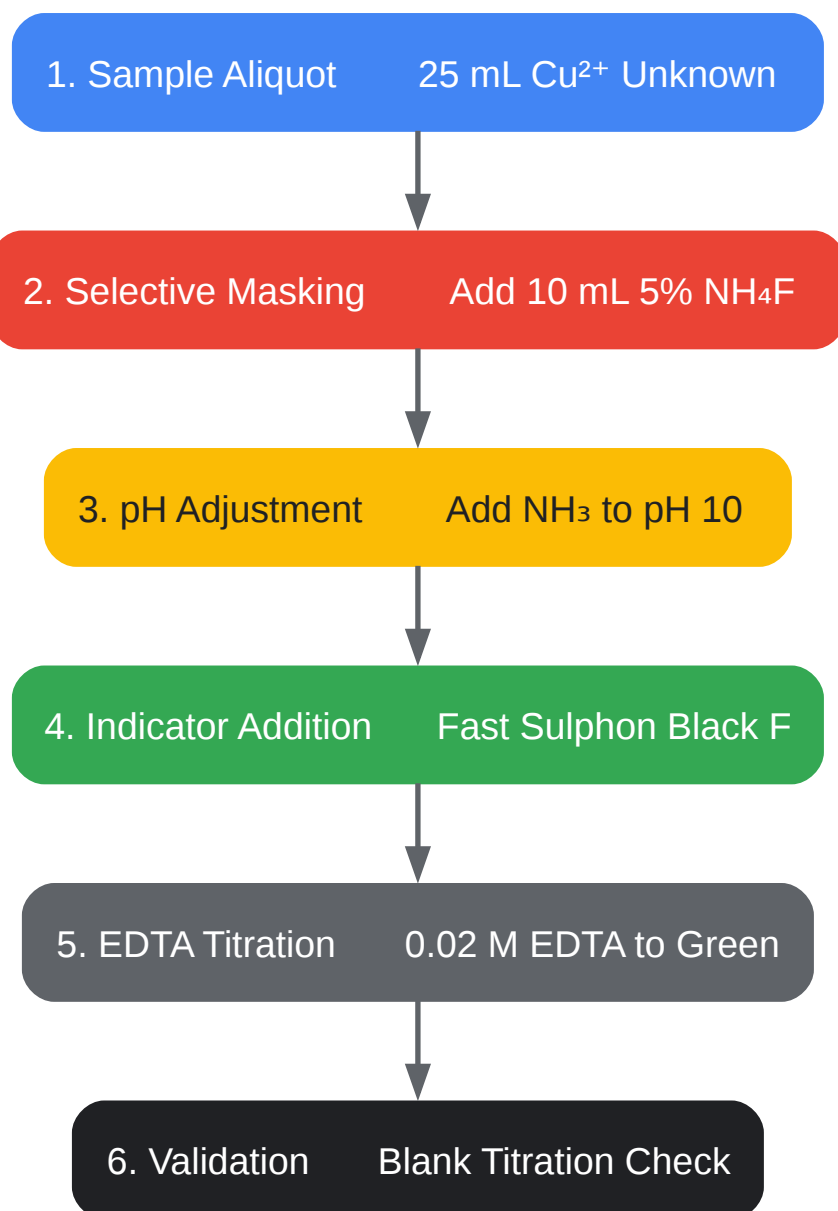 1. Sample Aliquot 25 mL Cu²⁺ Unknown
2. Selective Masking Add 10 mL 5% NH₄F
3. pH Adjustment Add NH₃ to pH 10
4. Indicator Addition Fast Sulphon Black F
5. EDTA Titration 0.02 M EDTA to Green
6. Validation Blank Titration Check